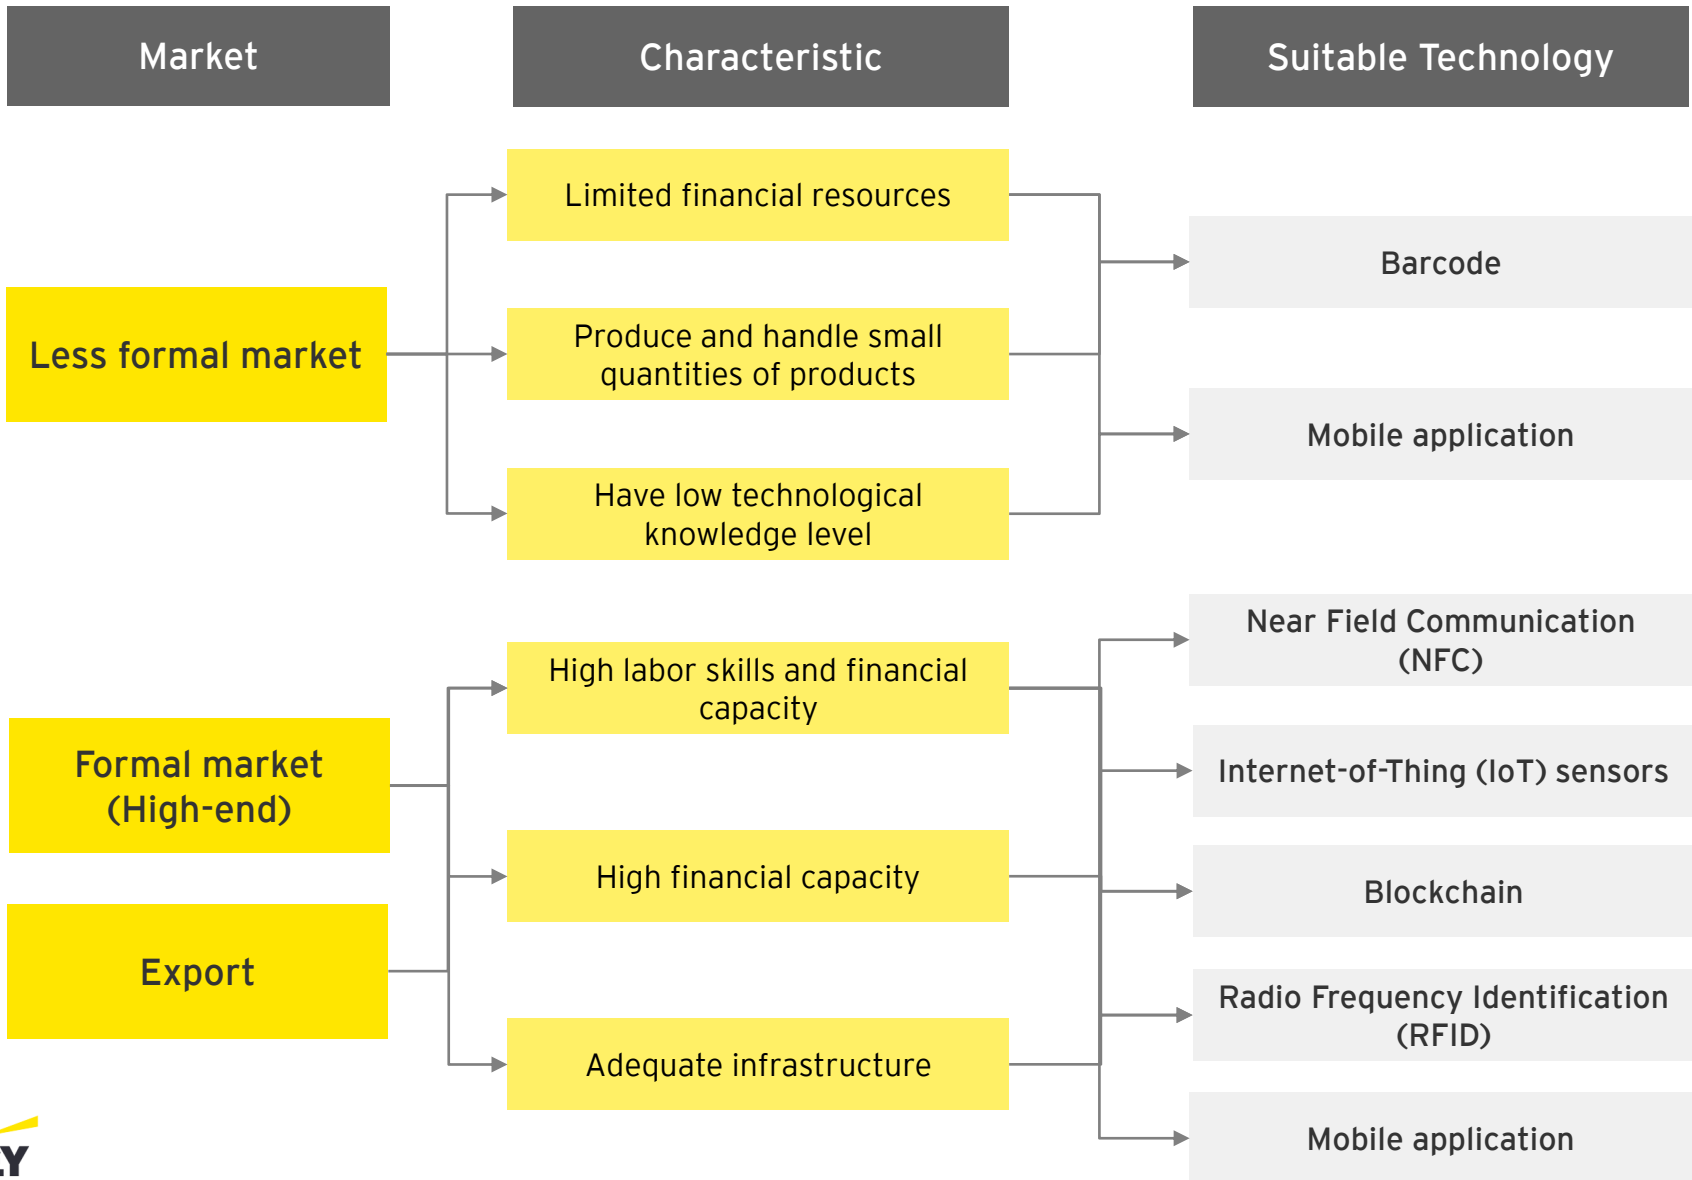 Market
Characteristic
Suitable Technology
Less formal market
Limited financial resources
Produce and handle small
quantities of products
Have low technological
knowledge level
Barcode
Mobile application
Formal market
(High-end)
Export
High labor skills and financial
capacity
High financial capacity
Adequate infrastructure
Near Field Communication
(NFC)
Internet-of-Thing (IoT) sensors
Blockchain
Radio Frequency Identification
(RFID)
Mobile application
EY